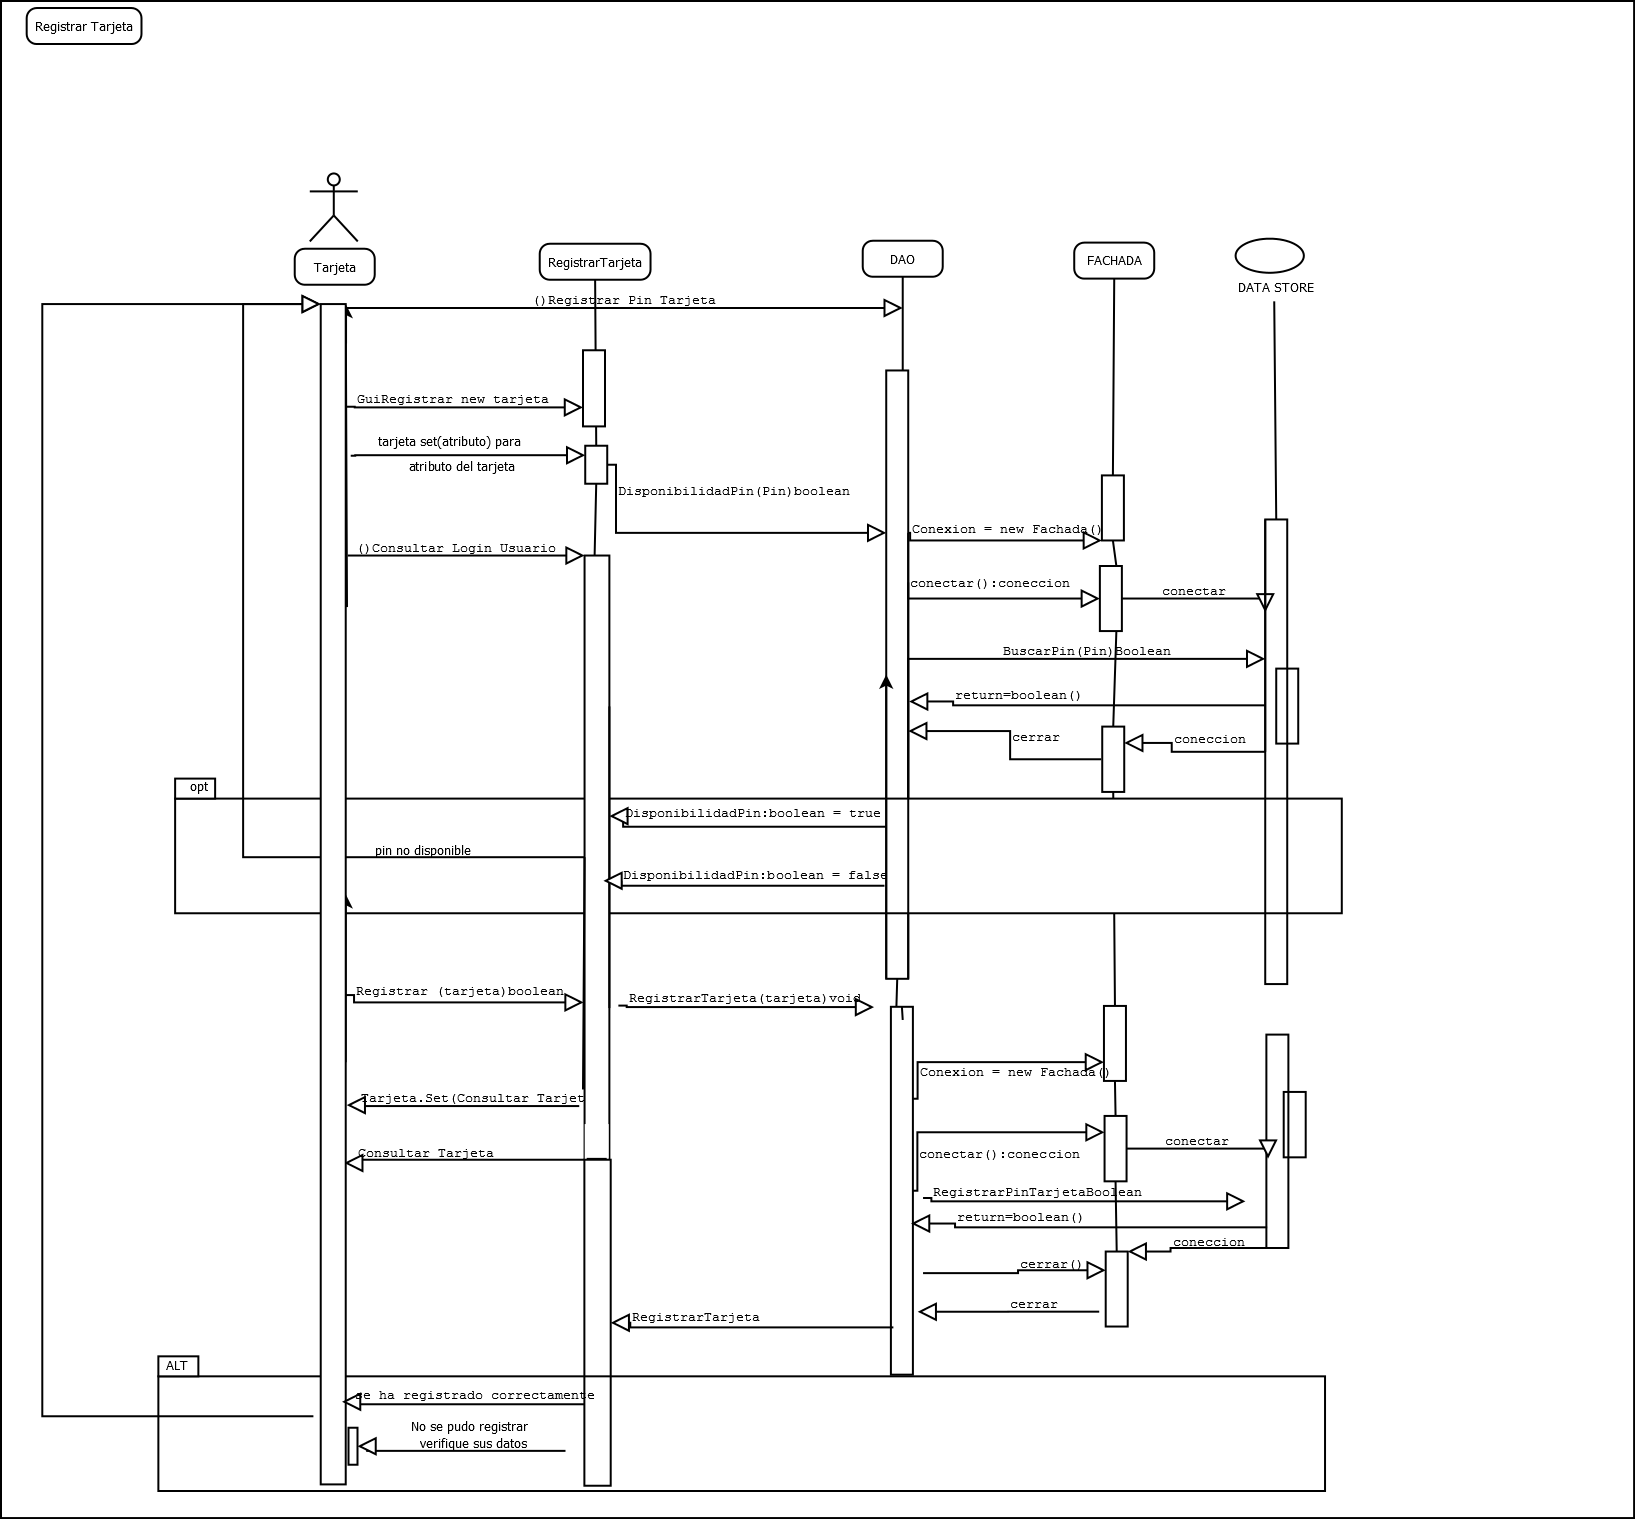 Registrar Tarjeta
Tarjeta
RegistrarTarjeta
DAO
FACHADA
DATA STORE
()Registrar Pin Tarjeta
GuiRegistrar new tarjeta
tarjeta set(atributo) para
atributo del tarjeta
DisponibilidadPin(Pin)boolean
Conexion = new Fachada()
()Consultar Login Usuario
conectar():coneccion
conectar
BuscarPin(Pin)Boolean
return=boolean()
cerrar
coneccion
opt
DisponibilidadPin:boolean = true
pin no disponible
DisponibilidadPin:boolean = false
Registrar (tarjeta)boolean
RegistrarTarjeta(tarjeta)void
Conexion = new Fachada()
Tarjeta.Set(Consultar Tarjet
conectar
Consultar Tarjeta
conectar():coneccion
RegistrarPinTarjetaBoolean
return=boolean()
coneccion
cerrar()
cerrar
RegistrarTarjeta
ALT
se ha registrado correctamente
No se pudo registrar
verifique sus datos